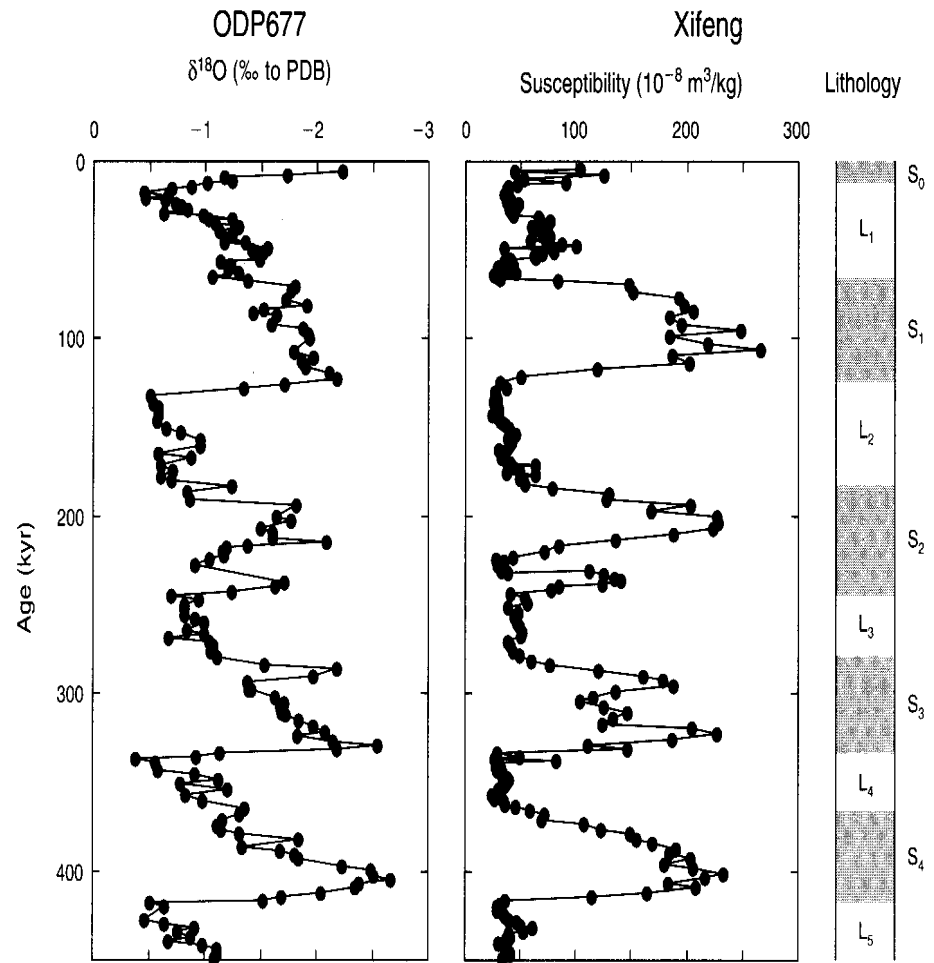 ODP677
δ¹⁸O (‰ to PDB)
0 −1 −2 −3
Xifeng
Susceptibility (10⁻⁸ m³/kg)
0 100 200 300
Lithology
Age (kyr)
0
100
200
300
400
S₀
L₁
S₁
L₂
S₂
L₃
S₃
L₄
S₄
L₅